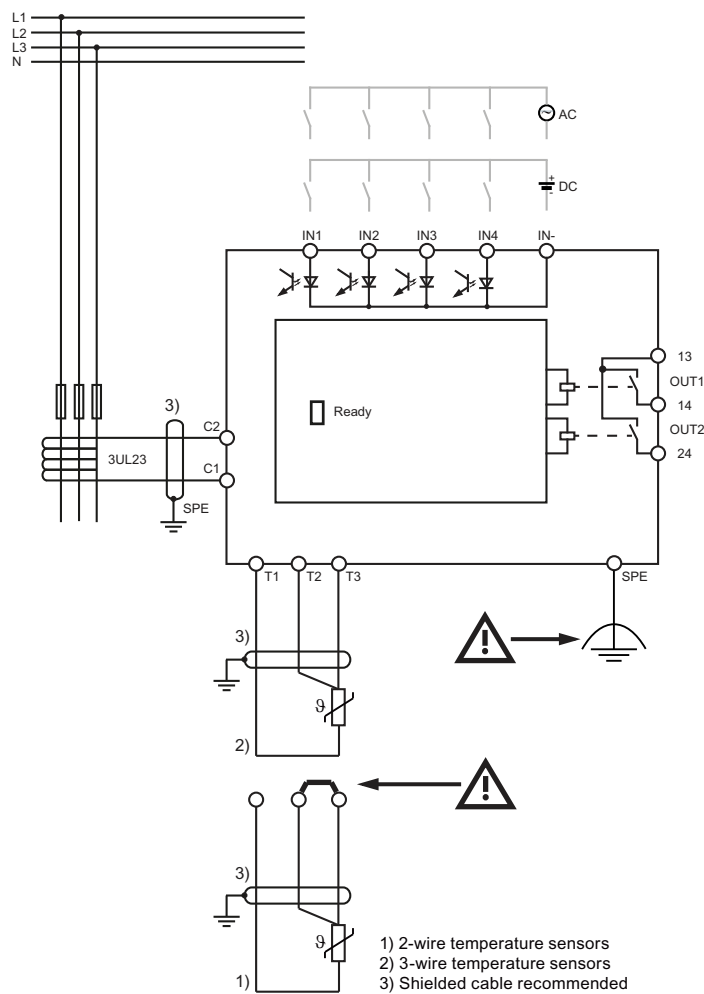 L1
L2
L3
N
AC
+
DC
-
IN1 IN2 IN3 IN4 IN-
13
OUT1
14
OUT2
24
Ready
3)
C2
3UL23
C1
SPE
T1 T2 T3 SPE
3)
ϑ
2)
3)
ϑ
1)
1) 2-wire temperature sensors
2) 3-wire temperature sensors
3) Shielded cable recommended